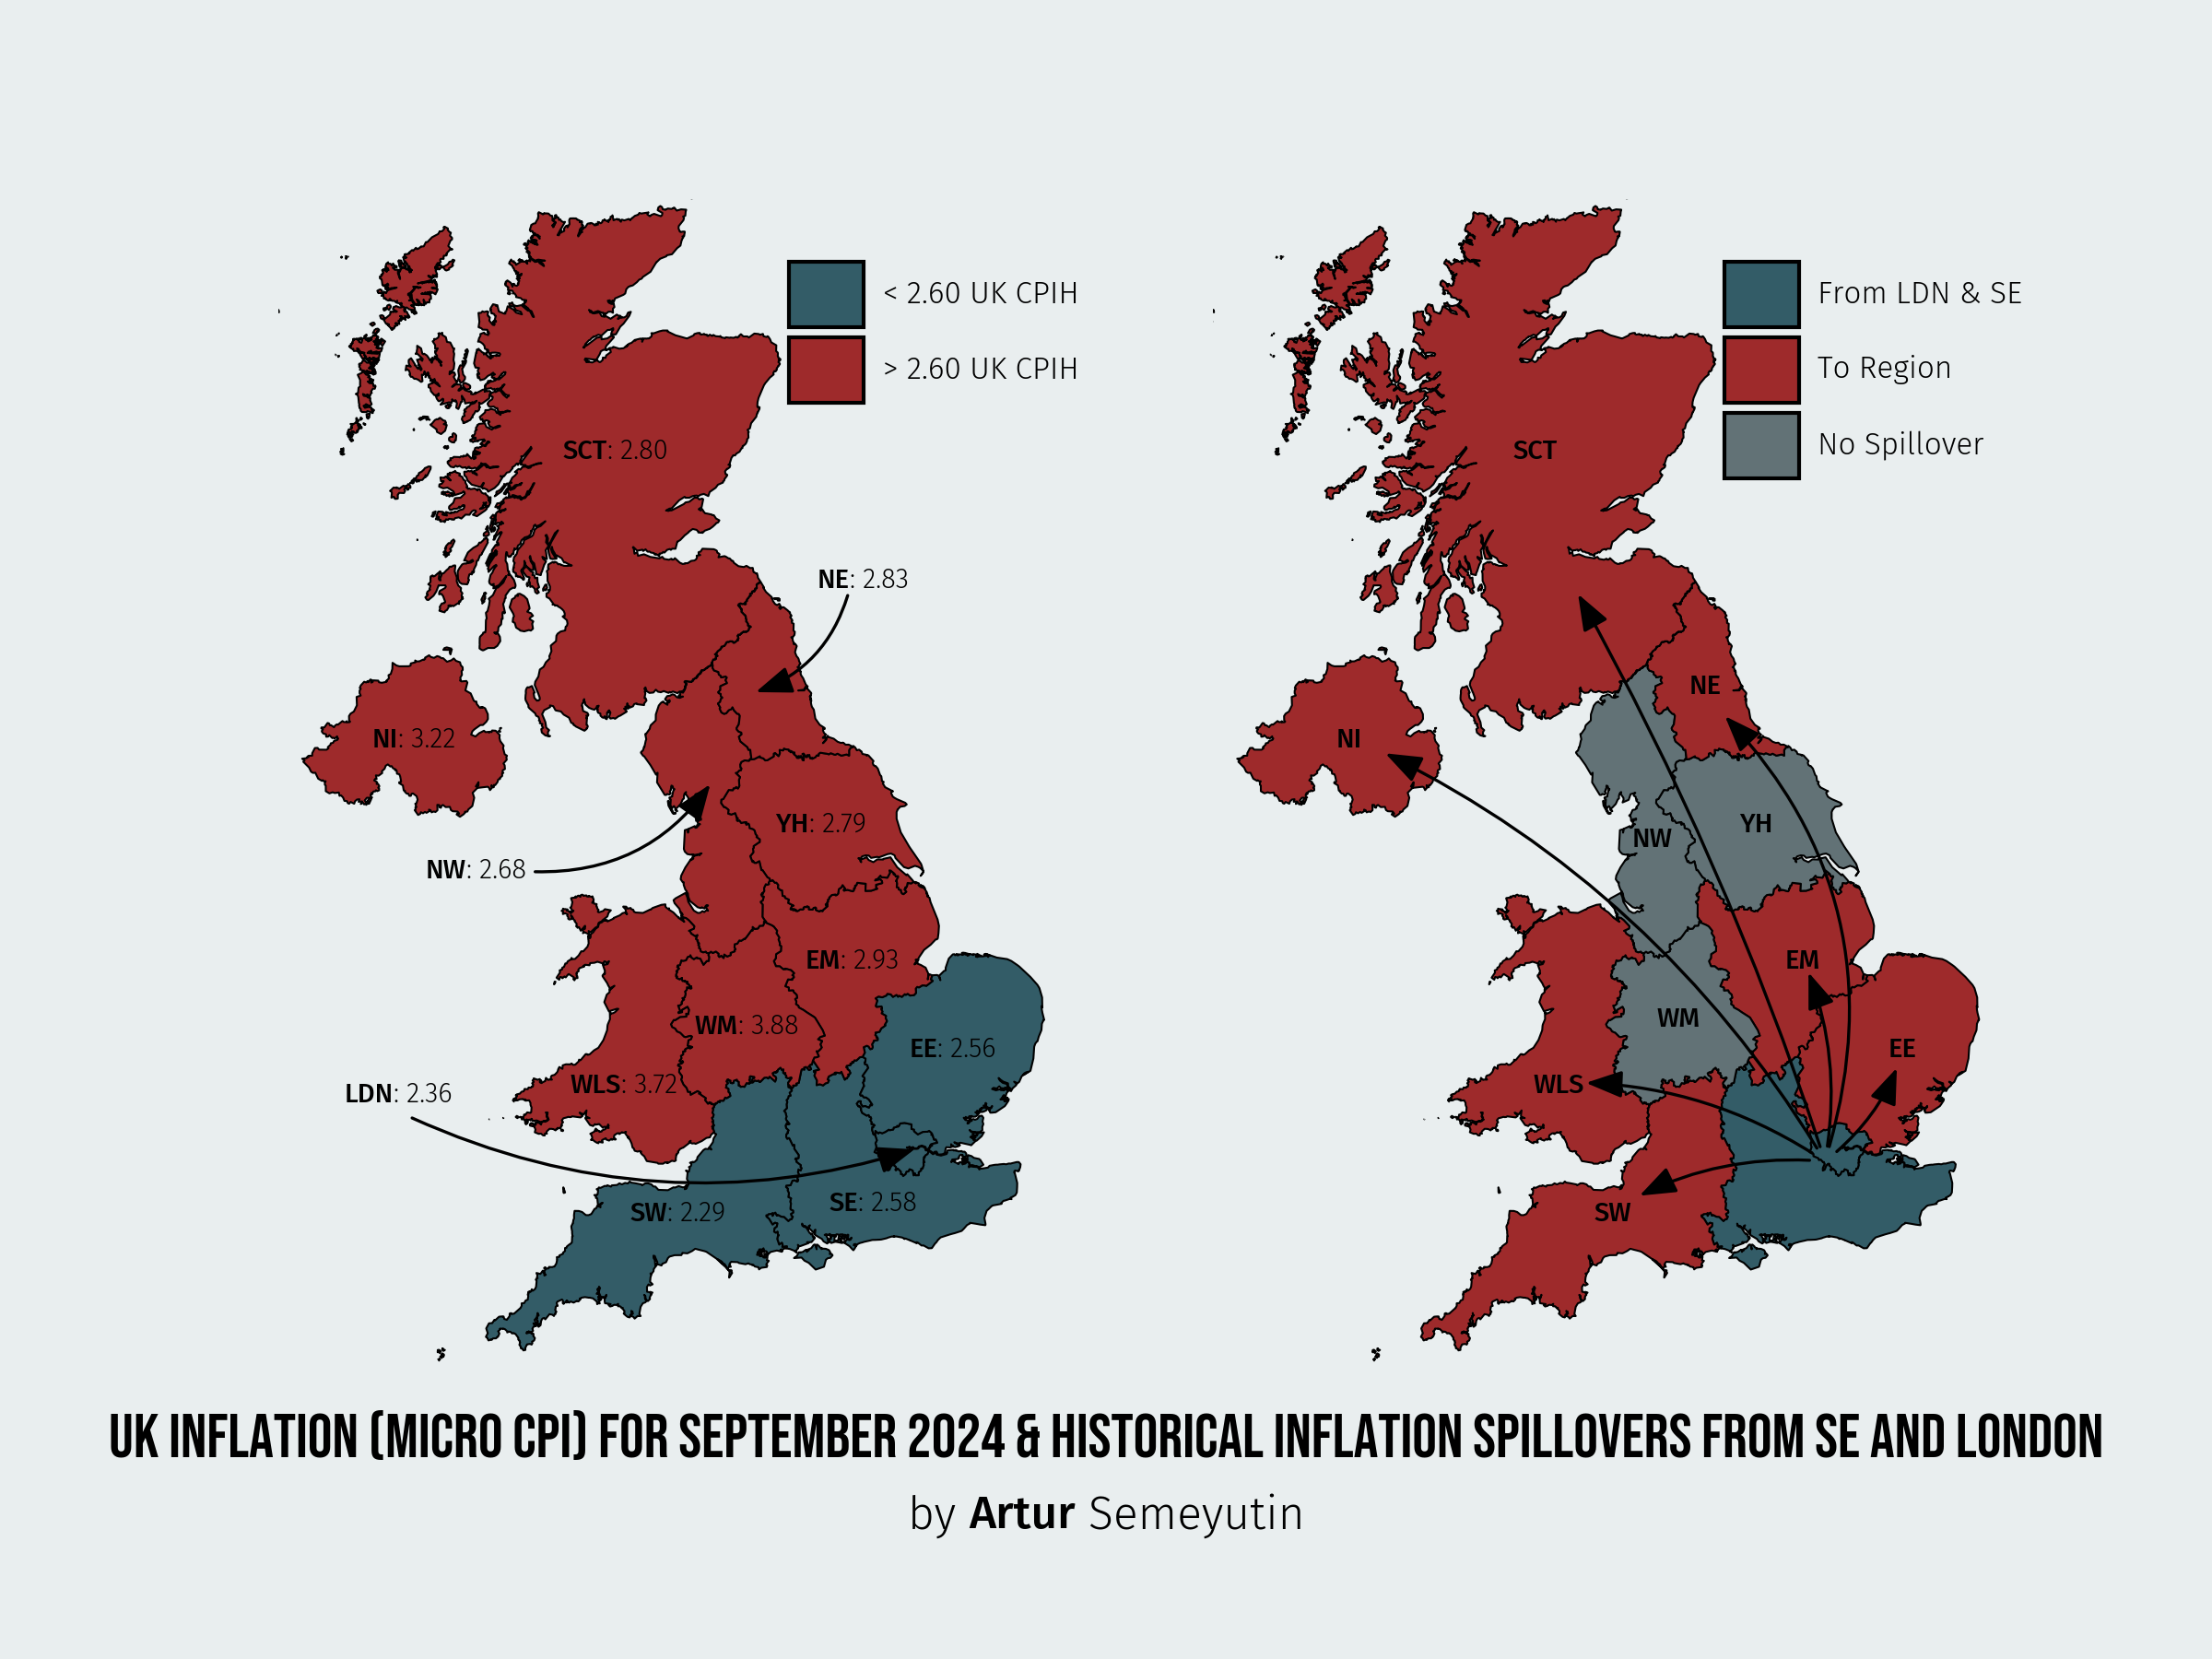 < 2.60 UK CPIH
> 2.60 UK CPIH
SCT: 2.80
NE: 2.83
NI: 3.22
YH: 2.79
NW: 2.68
EM: 2.93
WM: 3.88
EE: 2.56
WLS: 3.72
LDN: 2.36
SE: 2.58
SW: 2.29
From LDN & SE
To Region
No Spillover
SCT
NE
NI
YH
NW
EM
WM
EE
WLS
SW
UK INFLATION (MICRO CPI) FOR SEPTEMBER 2024 & HISTORICAL INFLATION SPILLOVERS FROM SE AND LONDON
by Artur Semeyutin